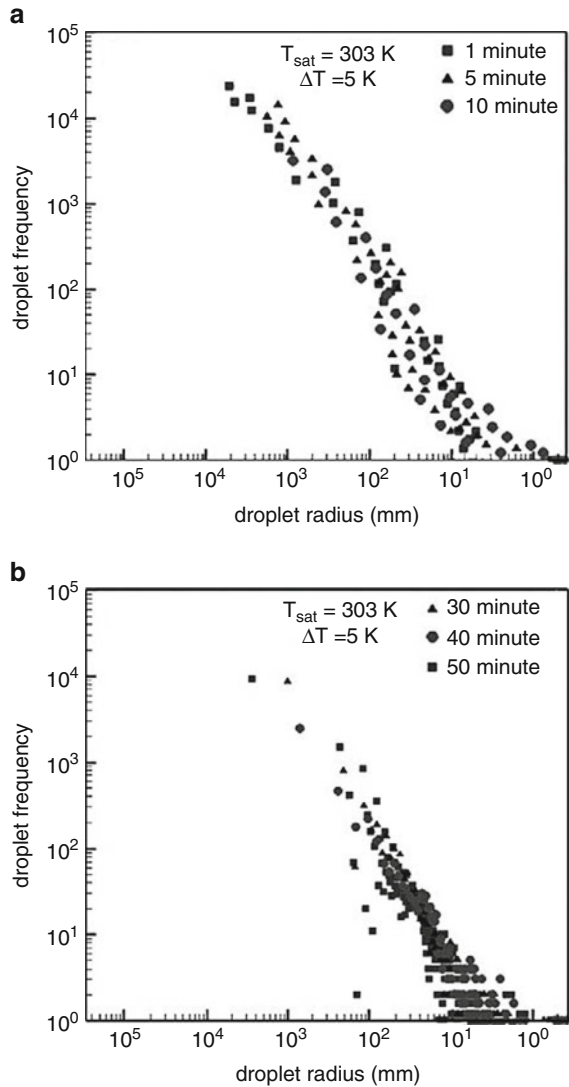 a
T_sat = 303 K
ΔT =5 K
1 minute
5 minute
10 minute
10^5
10^4
10^3
10^2
10^1
10^0
droplet frequency
10^5 10^4 10^3 10^2 10^1 10^0
droplet radius (mm)
b
T_sat = 303 K
ΔT =5 K
30 minute
40 minute
50 minute
10^5
10^4
10^3
10^2
10^1
10^0
droplet frequency
10^5 10^4 10^3 10^2 10^1 10^0
droplet radius (mm)